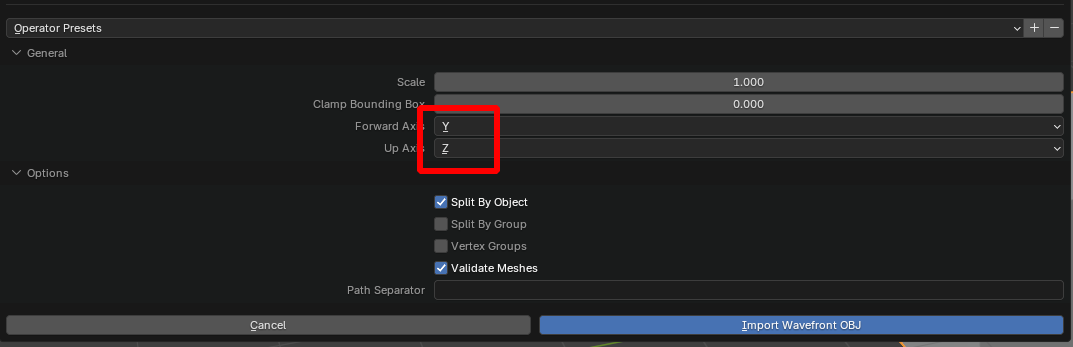 Operator Presets
General
Scale 1.000
Clamp Bounding Box 0.000
Forward Axis Y
Up Axis Z
Options
Split By Object
Split By Group
Vertex Groups
Validate Meshes
Path Separator
Cancel Import Wavefront OBJ